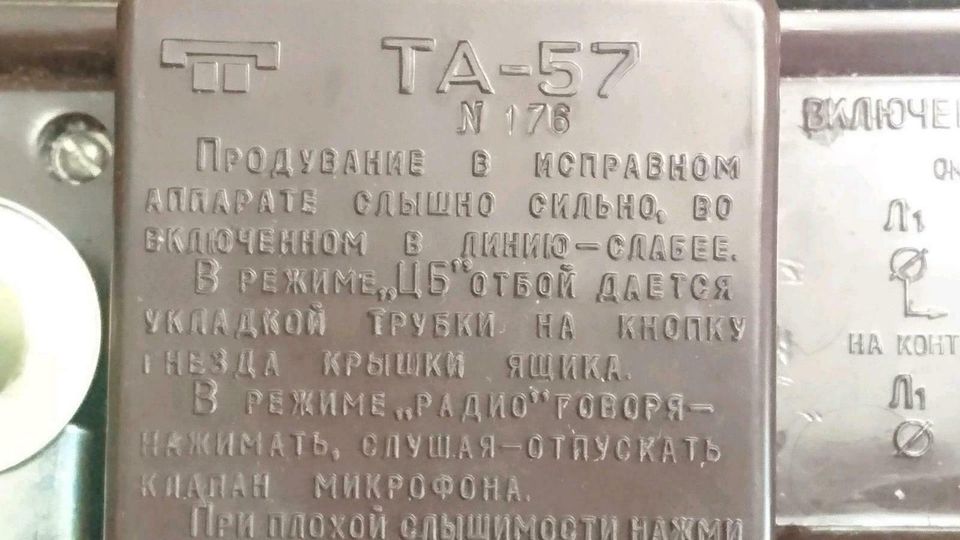 ТА-57
N 176
ПРОДУВАНИЕ В ИСПРАВНОМ
АППАРАТЕ СЛЫШНО СИЛЬНО, ВО
ВКЛЮЧЕННОМ В ЛИНИЮ—СЛАБЕЕ.
В РЕЖИМЕ „ЦБ" ОТБОЙ ДАЕТСЯ
УКЛАДКОЙ ТРУБКИ НА КНОПКУ
ГНЕЗДА КРЫШКИ ЯЩИКА.
В РЕЖИМЕ „РАДИО" ГОВОРЯ—
НАЖИМАТЬ, СЛУШАЯ—ОТПУСКАТЬ
КЛАПАН МИКРОФОНА.
ПРИ ПЛОХОЙ СЛЫШИМОСТИ НАЖМИ
ВКЛЮЧЕН
Л1
НА КОНТ
Л1